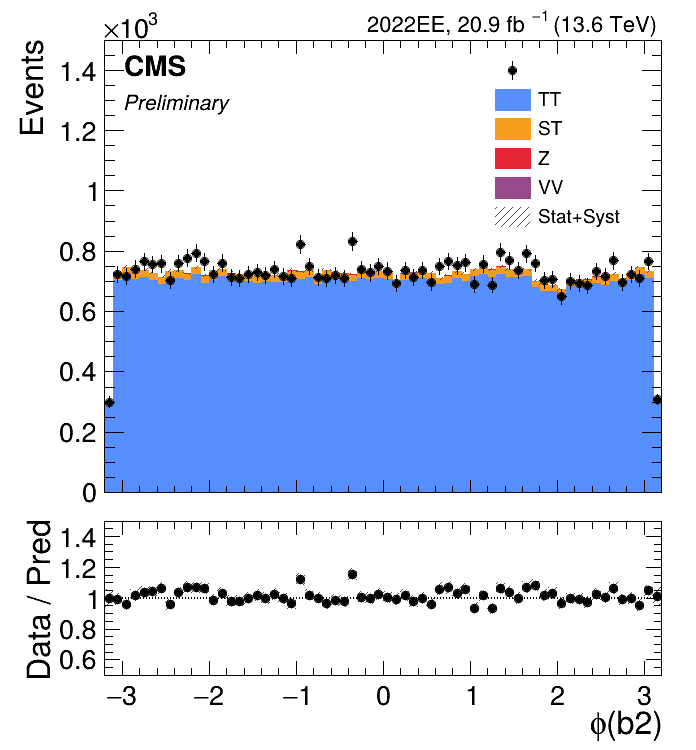 ×10³
2022EE, 20.9 fb⁻¹ (13.6 TeV)
Events
CMS
Preliminary
TT
ST
Z
VV
Stat+Syst
1.4
1.2
1
0.8
0.6
0.4
0.2
0
Data / Pred
1.4
1.2
1
0.8
0.6
−3 −2 −1 0 1 2 3
ϕ(b2)